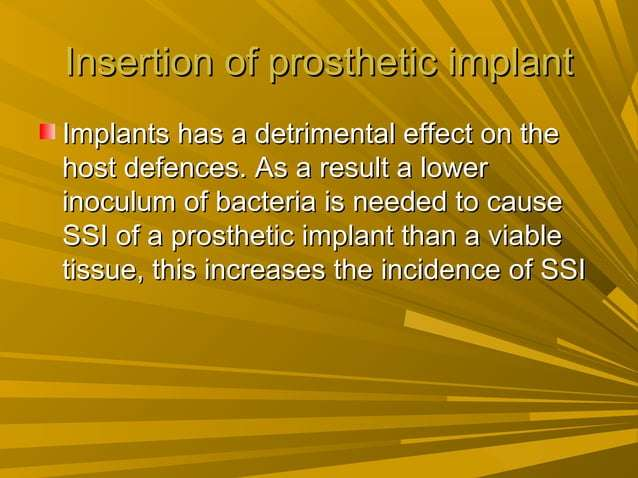 Insertion of prosthetic implant
Implants has a detrimental effect on the
host defences. As a result a lower
inoculum of bacteria is needed to cause
SSI of a prosthetic implant than a viable
tissue, this increases the incidence of SSI